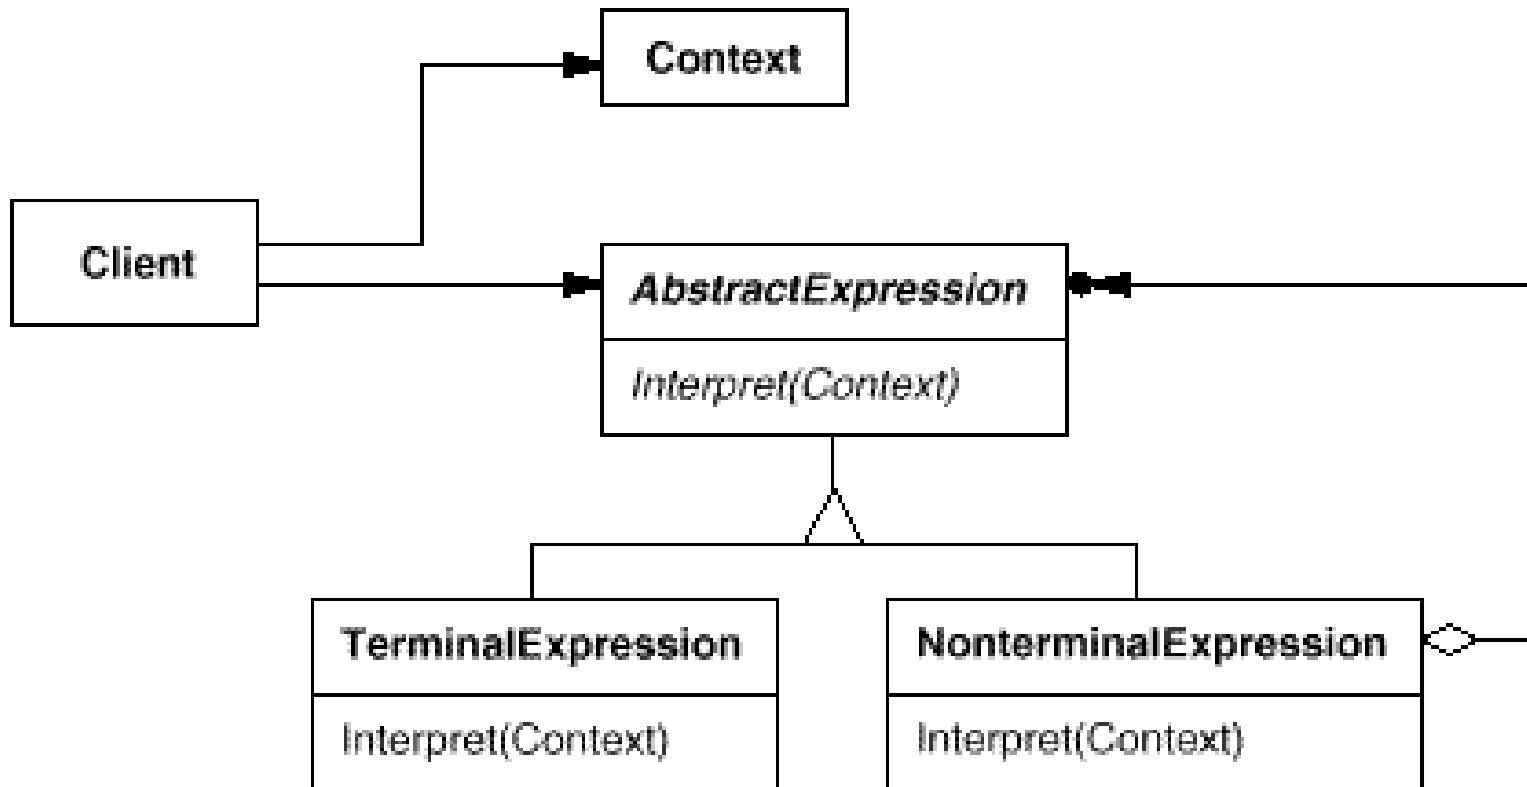 Context
Client
AbstractExpression
Interpret(Context)
TerminalExpression
Interpret(Context)
NonterminalExpression
Interpret(Context)